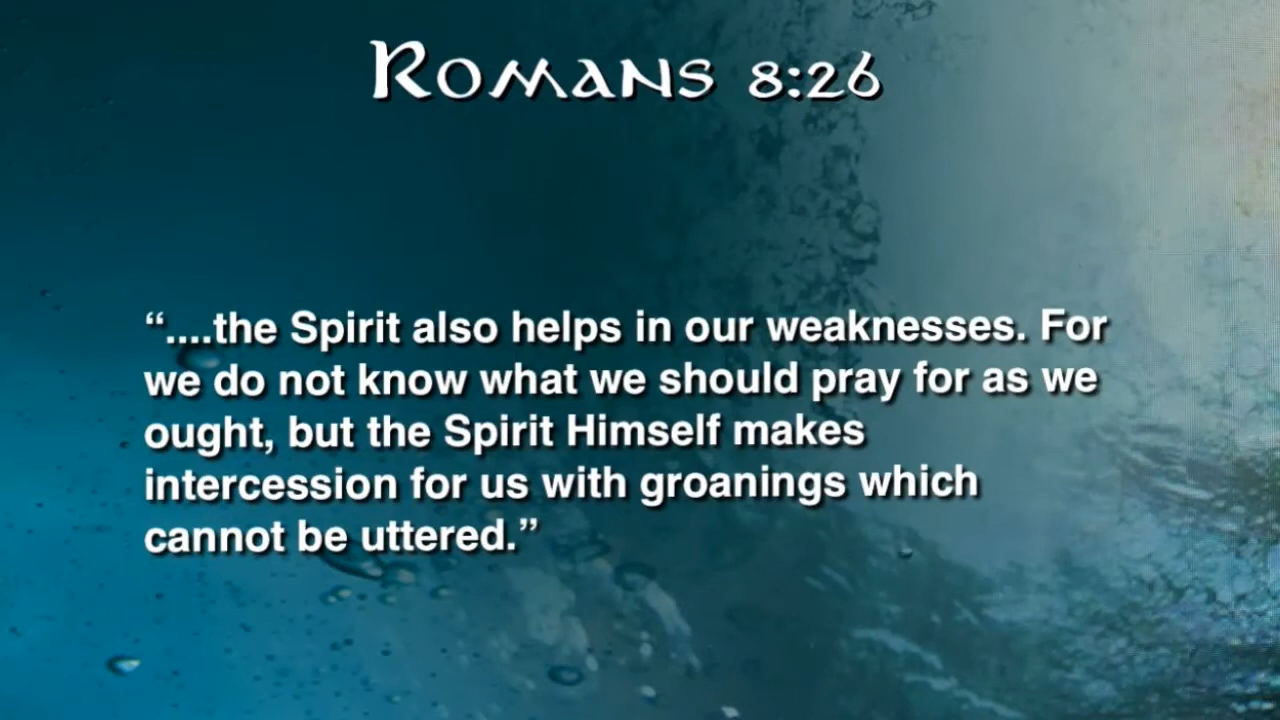 Romans 8:26
“....the Spirit also helps in our weaknesses. For
we do not know what we should pray for as we
ought, but the Spirit Himself makes
intercession for us with groanings which
cannot be uttered.”